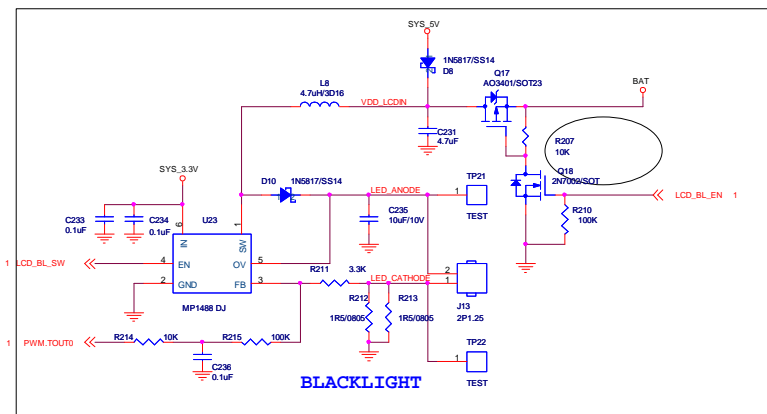 SYS_5V
1N5817/SS14
D8
Q17
AO3401/SOT23
BAT
L8
4.7uH/3D16
VDD_LCDIN
C231
4.7uF
R207
10K
SYS_3.3V
Q18
2N7002/SOT
D10
1N5817/SS14
LED_ANODE
TP21
1
TEST
LCD_BL_EN 1
C233
0.1uF
C234
0.1uF
U23
6
1
IN
SW
C235
10uF/10V
R210
100K
1 LCD_BL_SW
4
EN
OV
5
2
GND
FB
3
R211
3.3K
LED_CATHODE
2
1
MP1488 DJ
R212
R213
1R5/0805
1R5/0805
J13
2P1.25
1 PWM.TOUT0
R214
10K
R215
100K
C236
0.1uF
TP22
1
TEST
BLACKLIGHT